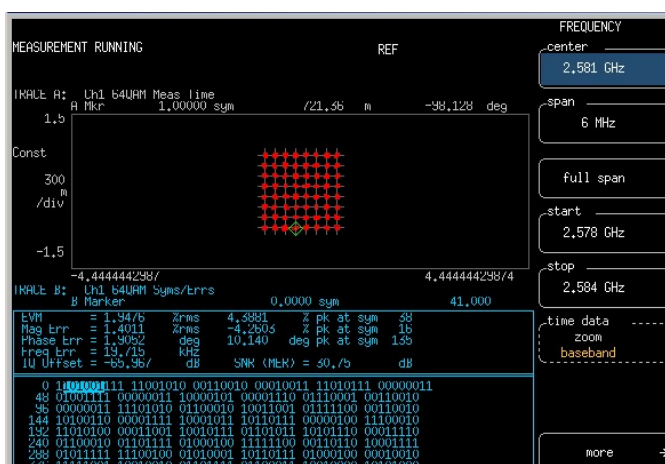 FREQUENCY
MEASUREMENT RUNNING
REF
center
2.581 GHz
TRACE A: Ch1 64QAM Meas Time
A Mkr 1.00000 sym 721.36 m -98.128 deg
1.5
Const
300
m
/div
-1.5
-4.4444442987 4.44444429874
span
6 MHz
full span
start
2.578 GHz
stop
2.584 GHz
time data
zoom
baseband
more
TRACE B: Ch1 64QAM Syms/Errs
B Marker 0.0000 sym 41.000
EVM = 1.9476 %rms 4.3881 % pk at sym 38
Mag Err = 1.4011 %rms -4.2603 % pk at sym 16
Phase Err = 1.9052 deg 10.140 deg pk at sym 135
Freq Err = 19.715 kHz
IQ Offset = -65.967 dB SNR (MER) = 30.75 dB
0 1101001111 11001010 00110010 00010011 11010111 00000011
48 01001111 00000011 10000101 00001110 01110001 00110010
96 00000011 11101010 01100010 10011001 01111100 00110010
144 10100110 00001111 10001011 10110111 00000100 11100010
192 11010100 00011001 00110010 01101011 10101110 00011110
240 01100010 01101111 01000100 11111100 00110110 10001111
288 01011111 11100100 01010001 10110111 01000100 00010010